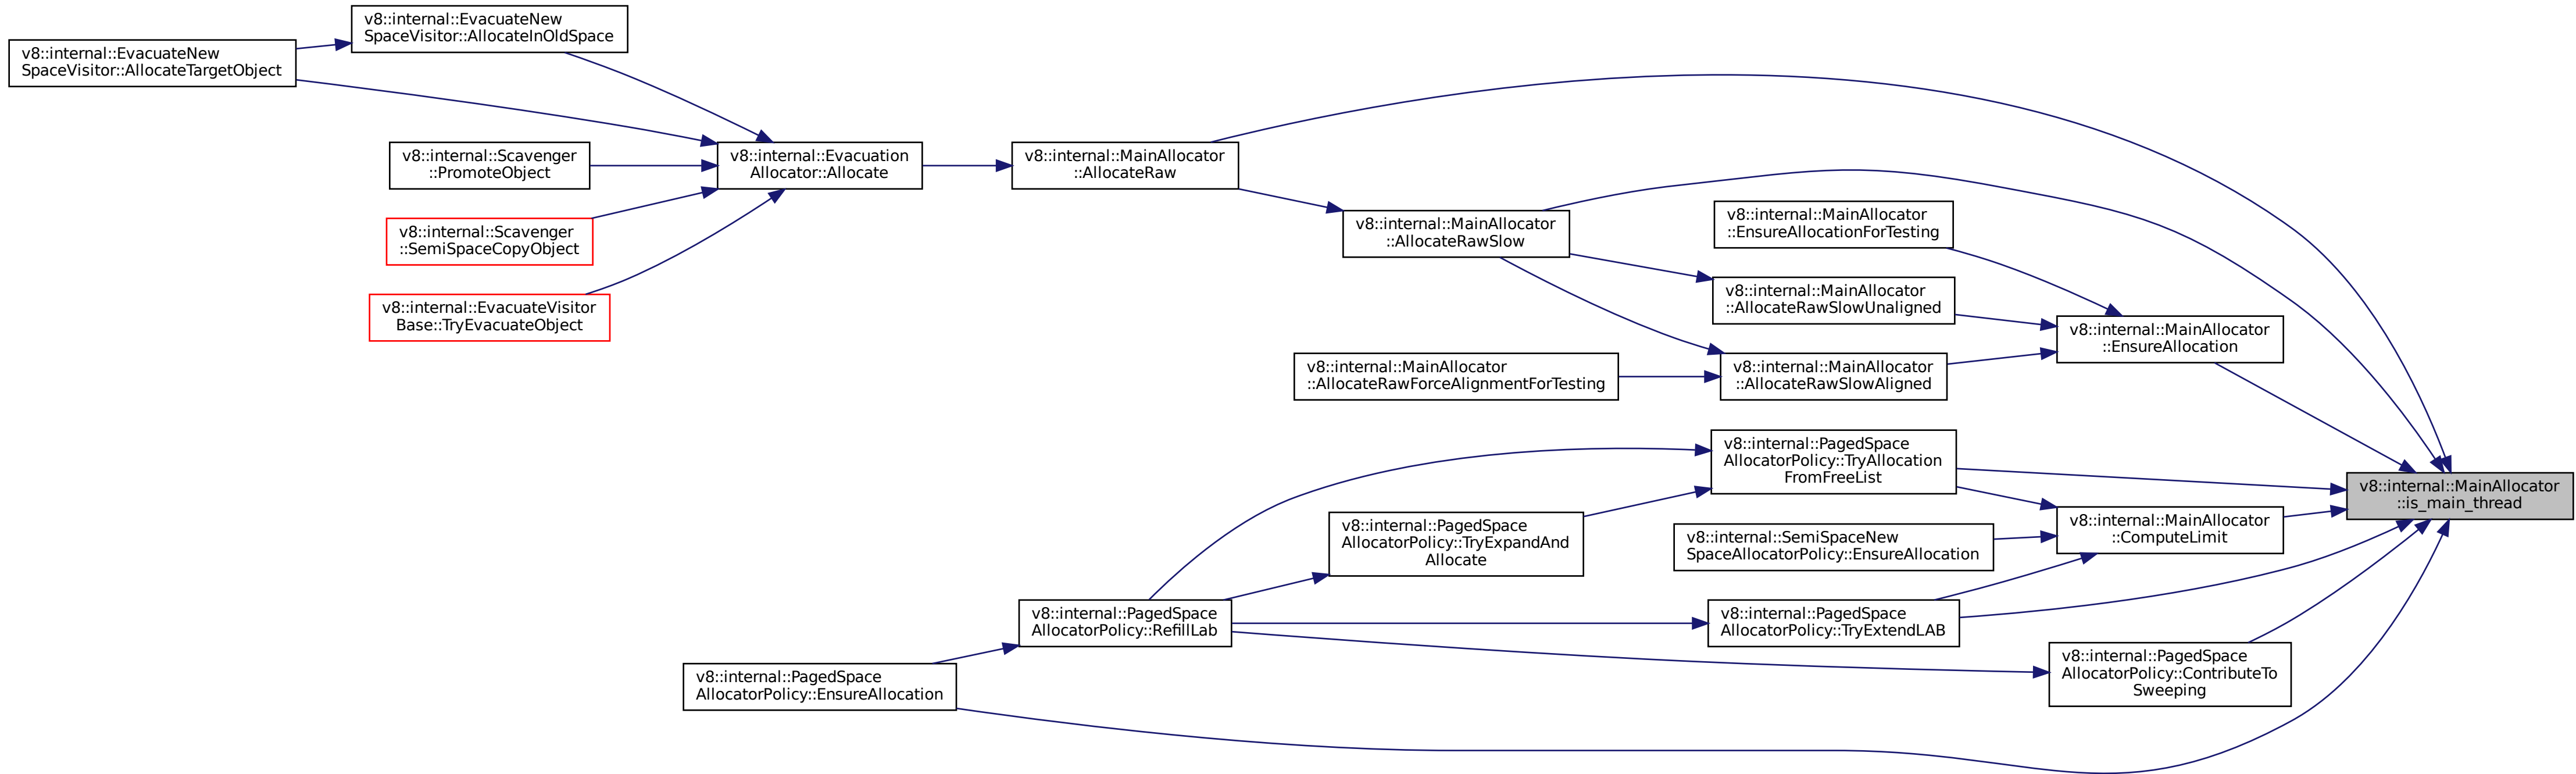 v8::internal::EvacuateNew
SpaceVisitor::AllocateInOldSpace
v8::internal::EvacuateNew
SpaceVisitor::AllocateTargetObject
v8::internal::Scavenger
::PromoteObject
v8::internal::Scavenger
::SemiSpaceCopyObject
v8::internal::EvacuateVisitor
Base::TryEvacuateObject
v8::internal::Evacuation
Allocator::Allocate
v8::internal::MainAllocator
::AllocateRaw
v8::internal::MainAllocator
::AllocateRawSlow
v8::internal::MainAllocator
::EnsureAllocationForTesting
v8::internal::MainAllocator
::AllocateRawSlowUnaligned
v8::internal::MainAllocator
::EnsureAllocation
v8::internal::MainAllocator
::AllocateRawForceAlignmentForTesting
v8::internal::MainAllocator
::AllocateRawSlowAligned
v8::internal::PagedSpace
AllocatorPolicy::TryAllocation
FromFreeList
v8::internal::MainAllocator
::is_main_thread
v8::internal::PagedSpace
AllocatorPolicy::TryExpandAnd
Allocate
v8::internal::SemiSpaceNew
SpaceAllocatorPolicy::EnsureAllocation
v8::internal::MainAllocator
::ComputeLimit
v8::internal::PagedSpace
AllocatorPolicy::RefillLab
v8::internal::PagedSpace
AllocatorPolicy::TryExtendLAB
v8::internal::PagedSpace
AllocatorPolicy::EnsureAllocation
v8::internal::PagedSpace
AllocatorPolicy::ContributeTo
Sweeping